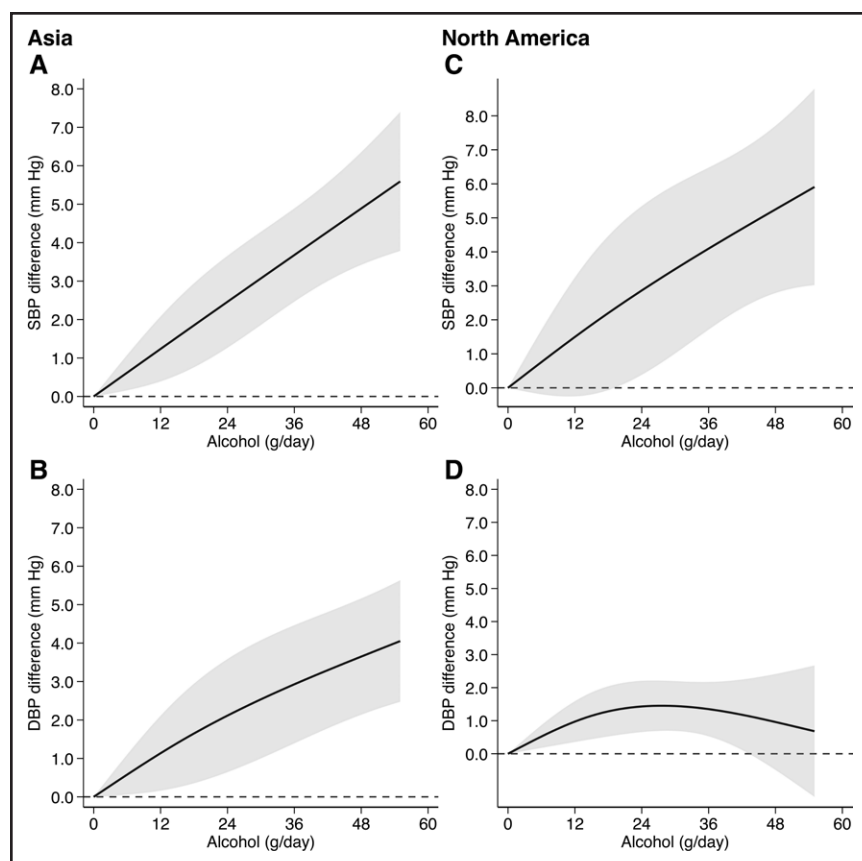 Asia
A
SBP difference (mm Hg)
8.0
7.0
6.0
5.0
4.0
3.0
2.0
1.0
0.0
0 12 24 36 48 60
Alcohol (g/day)
B
DBP difference (mm Hg)
8.0
7.0
6.0
5.0
4.0
3.0
2.0
1.0
0.0
0 12 24 36 48 60
Alcohol (g/day)
North America
C
SBP difference (mm Hg)
8.0
7.0
6.0
5.0
4.0
3.0
2.0
1.0
0.0
0 12 24 36 48 60
Alcohol (g/day)
D
DBP difference (mm Hg)
8.0
7.0
6.0
5.0
4.0
3.0
2.0
1.0
0.0
0 12 24 36 48 60
Alcohol (g/day)